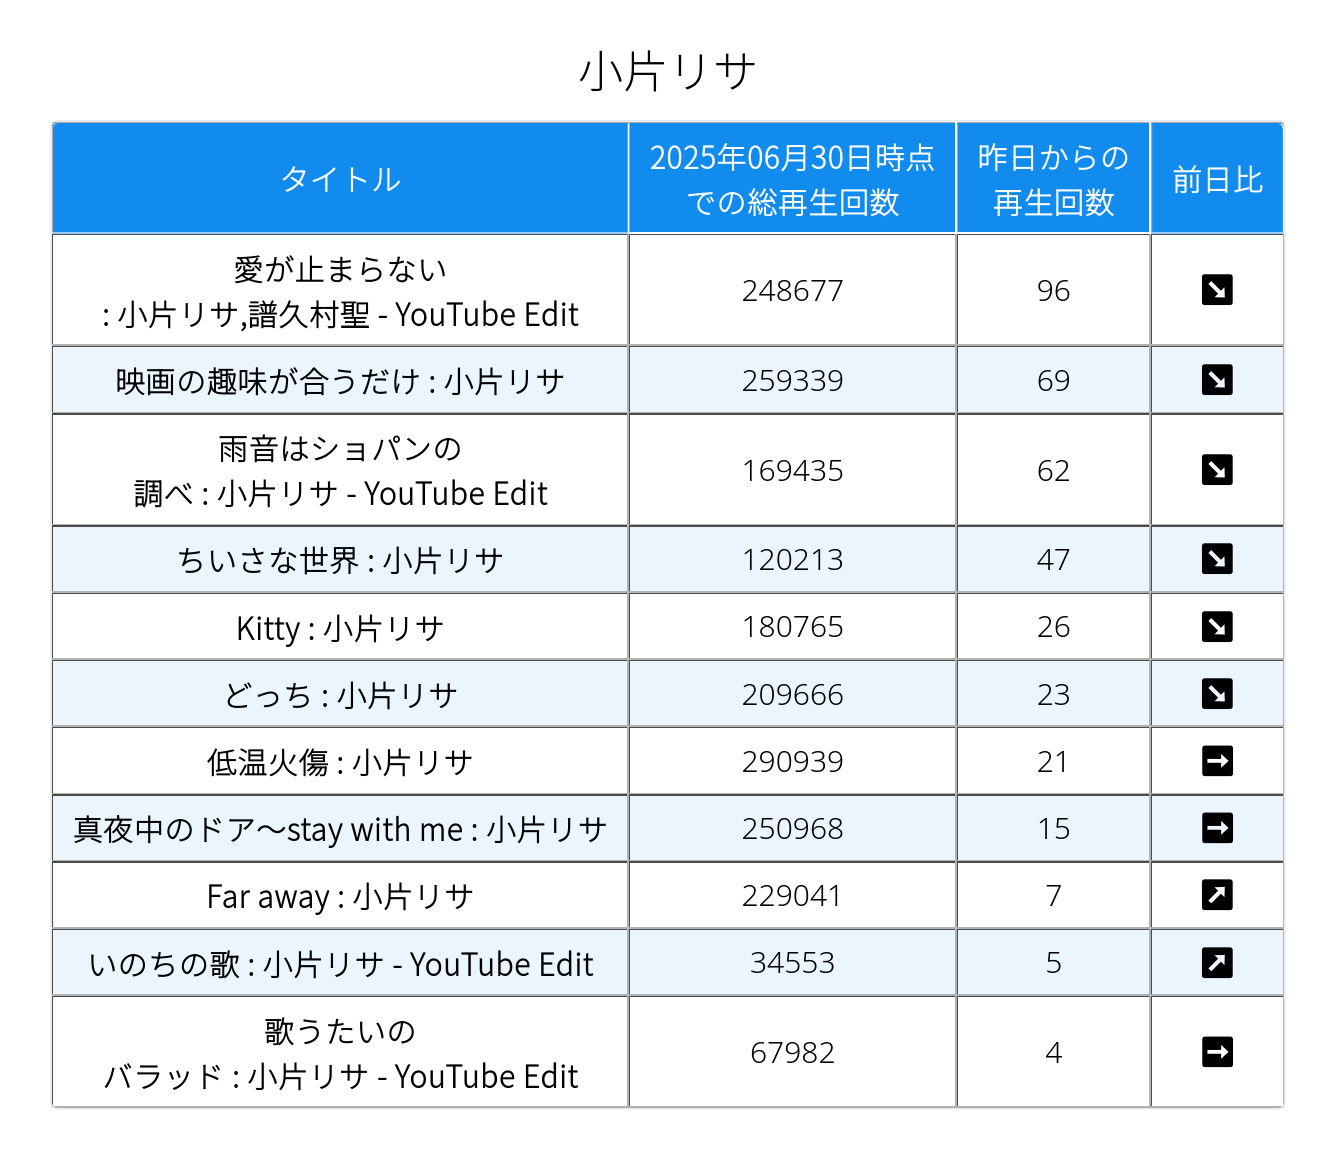 小片リサ
タイトル
2025年06月30日時点
での総再生回数
昨日からの
再生回数
前日比
愛が止まらない
: 小片リサ,譜久村聖 - YouTube Edit
248677
96
映画の趣味が合うだけ : 小片リサ
259339
69
雨音はショパンの
調べ : 小片リサ - YouTube Edit
169435
62
ちいさな世界 : 小片リサ
120213
47
Kitty : 小片リサ
180765
26
どっち : 小片リサ
209666
23
低温火傷 : 小片リサ
290939
21
真夜中のドア〜stay with me : 小片リサ
250968
15
Far away : 小片リサ
229041
7
いのちの歌 : 小片リサ - YouTube Edit
34553
5
歌うたいの
バラッド : 小片リサ - YouTube Edit
67982
4